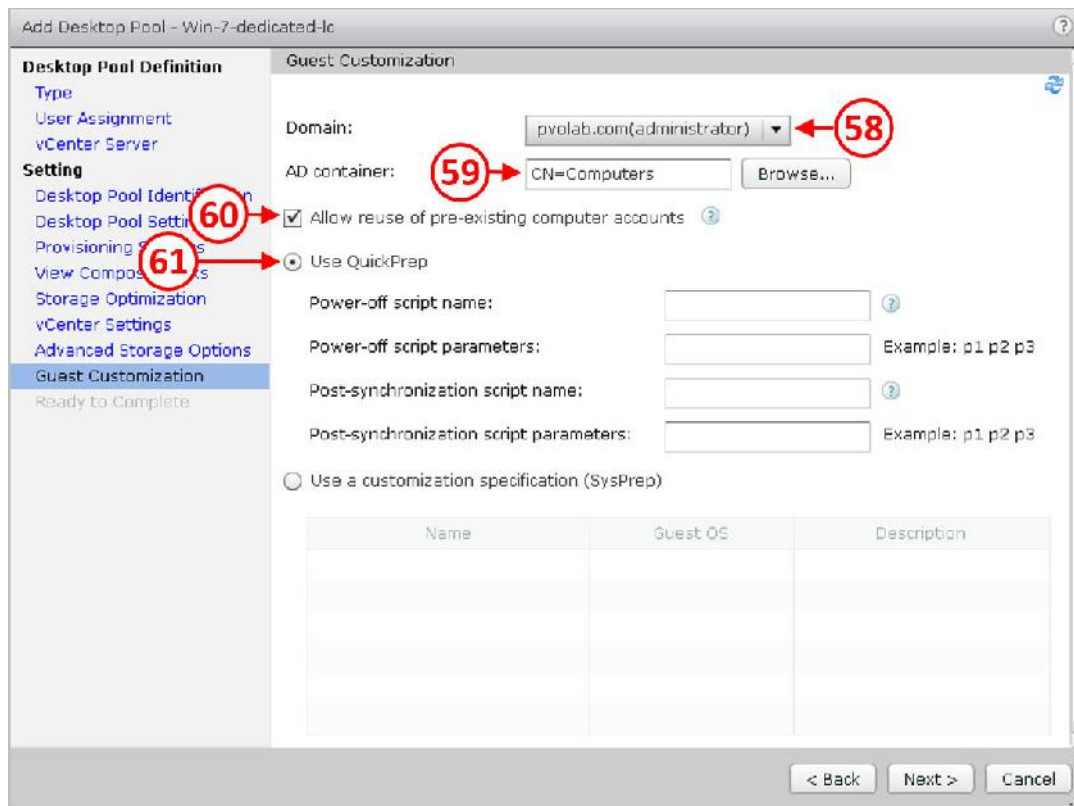 Add Desktop Pool - Win-7-dedicated-lc
?
Desktop Pool Definition
Type
User Assignment
vCenter Server
Setting
Desktop Pool Identification
Desktop Pool Settings
Provisioning Settings
View Composer Disks
Storage Optimization
vCenter Settings
Advanced Storage Options
Guest Customization
Ready to Complete
Guest Customization
Domain: pvolab.com(administrator) 58
AD container: 59 CN=Computers Browse...
60 Allow reuse of pre-existing computer accounts ?
61 Use QuickPrep
Power-off script name: ?
Power-off script parameters: Example: p1 p2 p3
Post-synchronization script name: ?
Post-synchronization script parameters: Example: p1 p2 p3
Use a customization specification (SysPrep)
Name Guest OS Description
< Back Next > Cancel